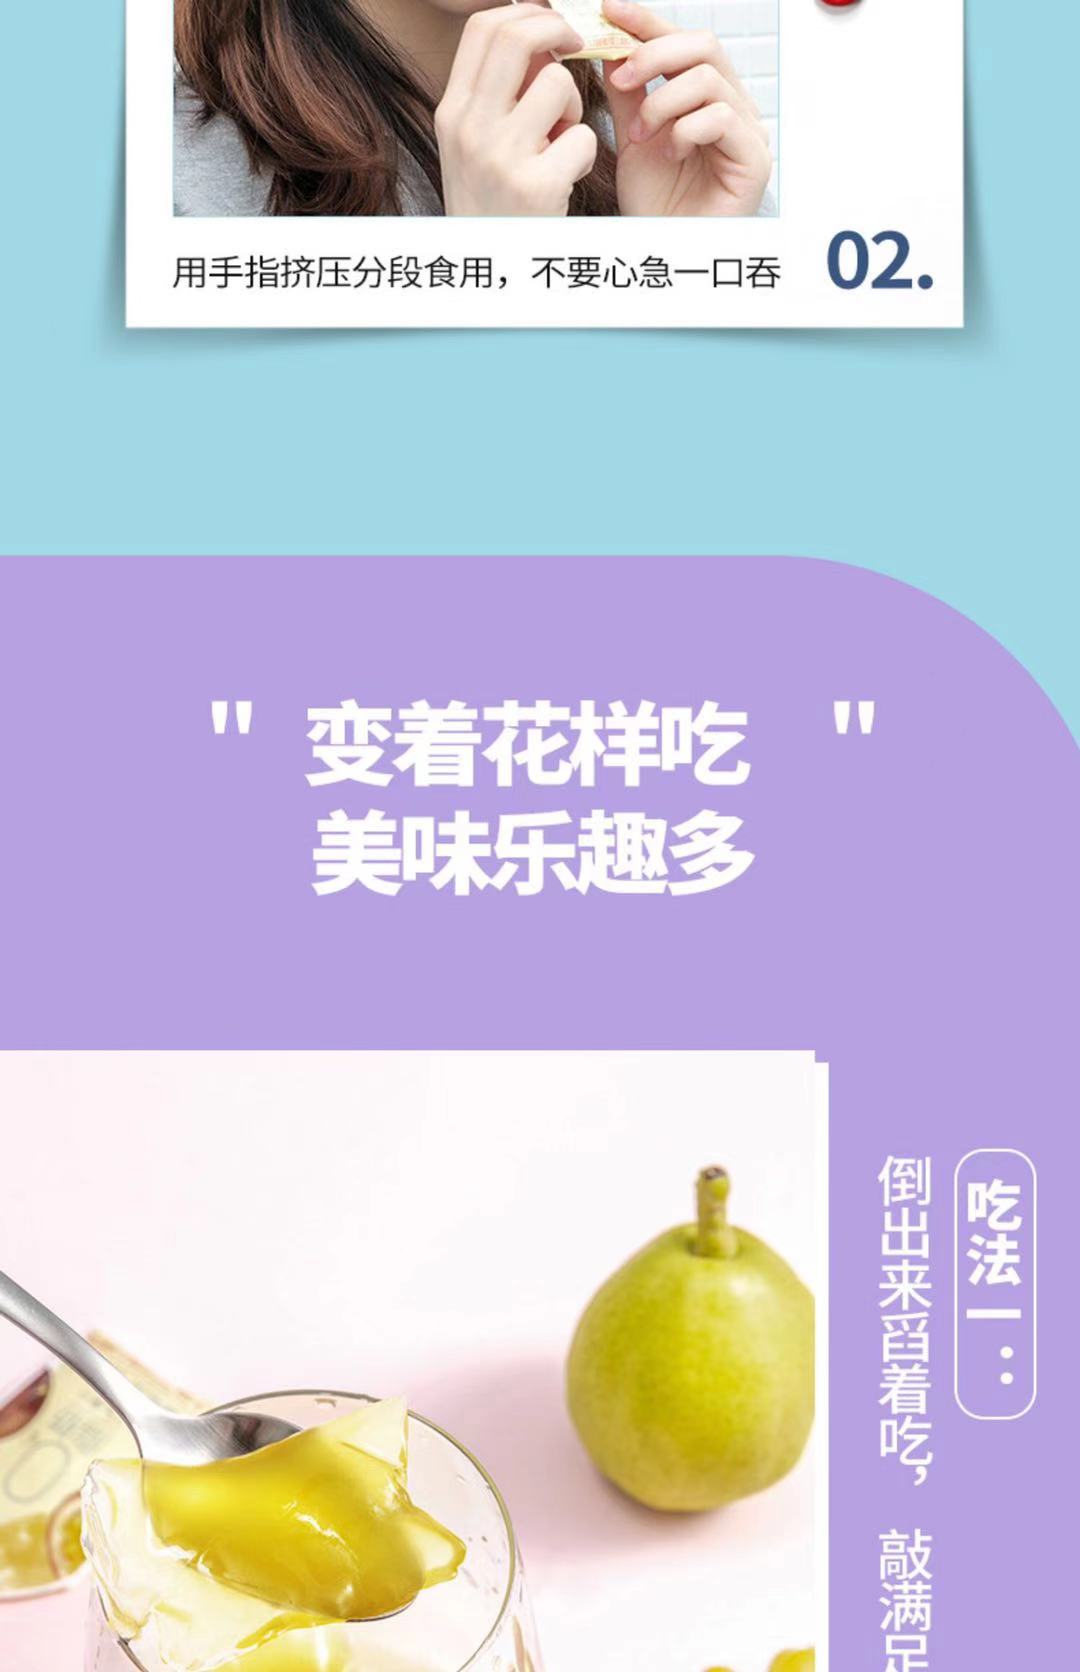 用手指挤压分段食用，不要心急一口吞
02.
" 变着花样吃 "
美味乐趣多
吃法一：
倒出来舀着吃，敲满足